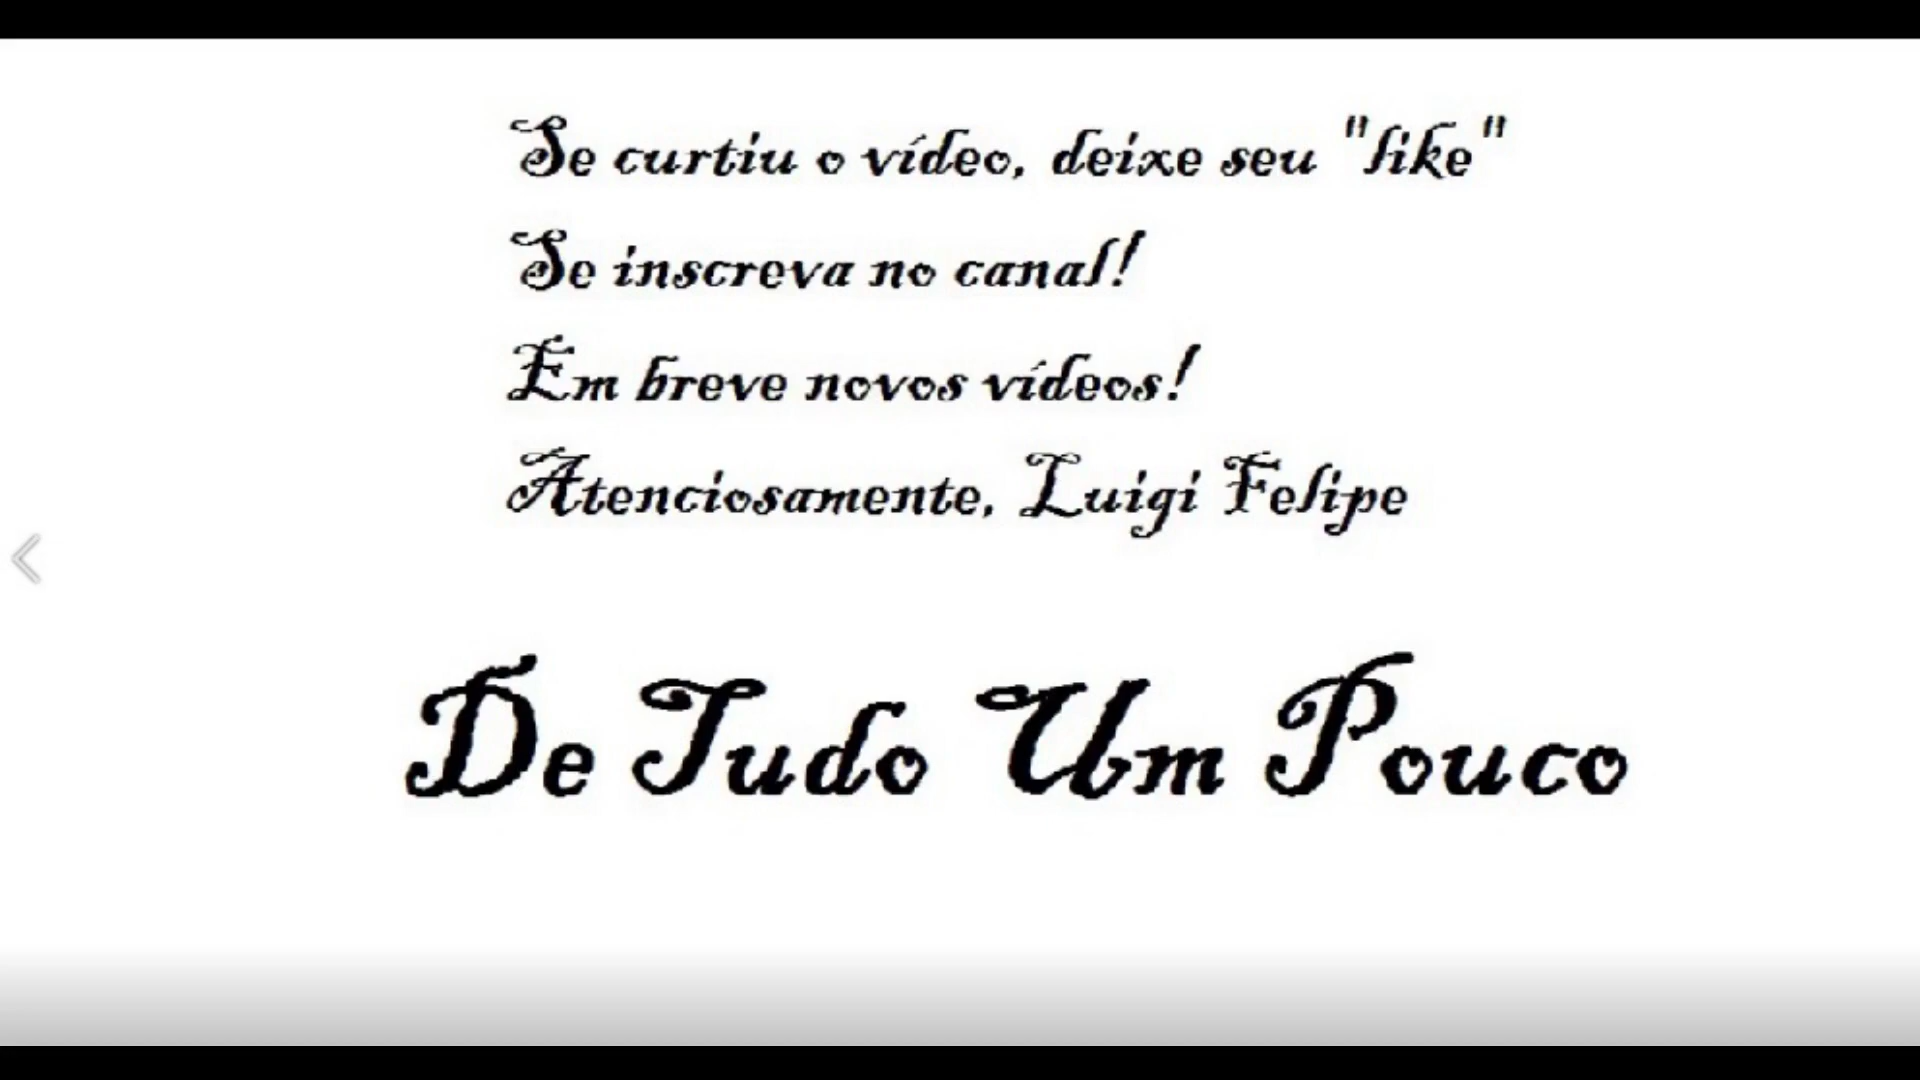 Se curtiu o vídeo, deixe seu "like"
Se inscreva no canal!
Em breve novos vídeos!
Atenciosamente, Luigi Felipe
De Tudo Um Pouco